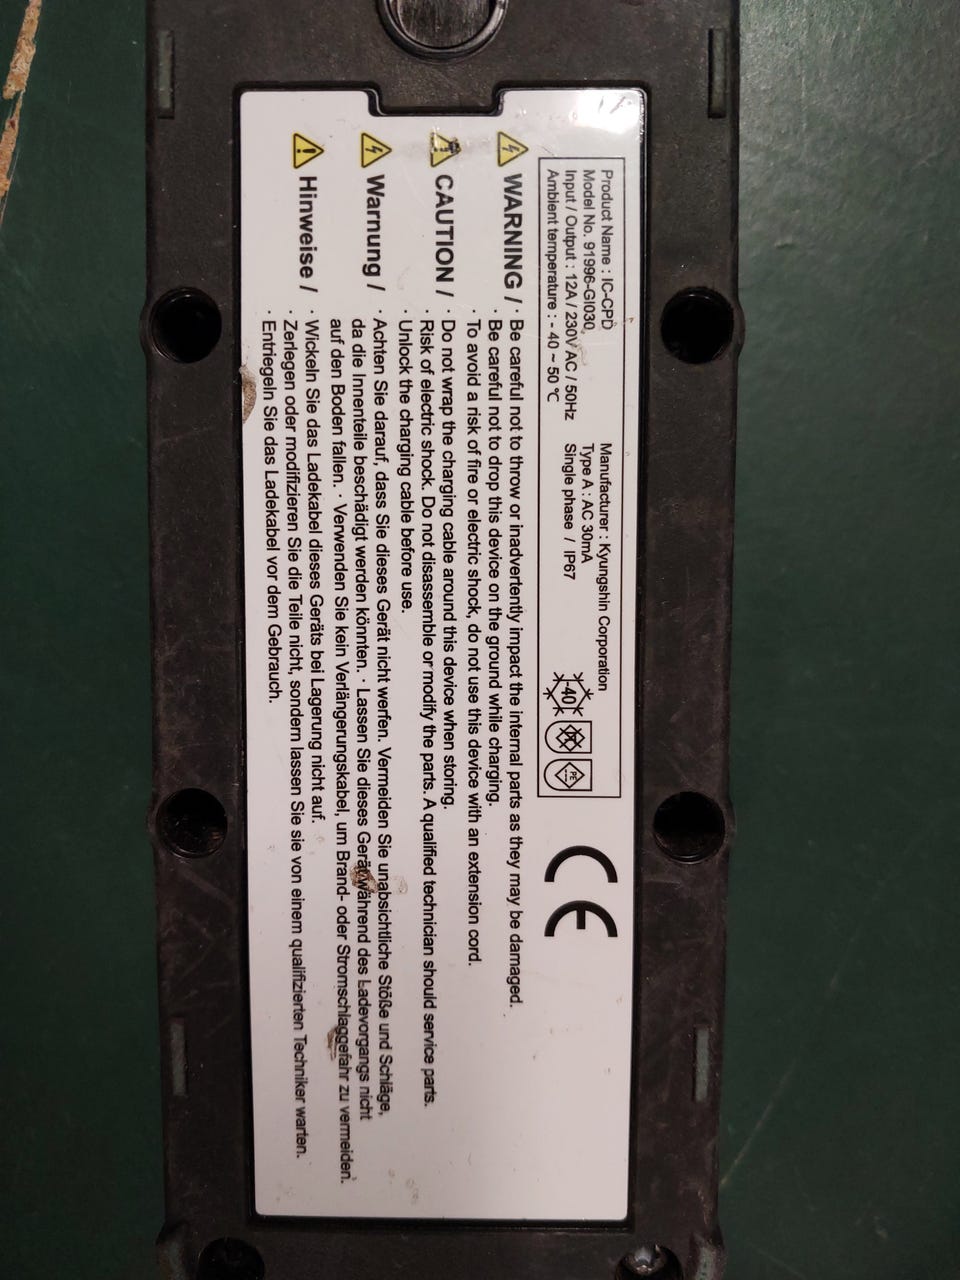 Product Name : IC-CPD
Model No. 91996-GI030
Input / Output : 12A / 230V AC / 50Hz
Ambient temperature : - 40 ~ 50 ℃
Manufacturer : Kyungshin Corporation
Type A : AC 30mA
Single phase / IP67
-40
PE
CE
WARNING / · Be careful not to throw or inadvertently impact the internal parts as they may be damaged.
· Be careful not to drop this device on the ground while charging.
· To avoid a risk of fire or electric shock, do not use this device with an extension cord.
CAUTION / · Do not wrap the charging cable around this device when storing.
· Risk of electric shock. Do not disassemble or modify the parts. A qualified technician should service parts.
· Unlock the charging cable before use.
Warnung / · Achten Sie darauf, dass Sie dieses Gerät nicht werfen. Vermeiden Sie unabsichtliche Stöße und Schläge,
da die Innenteile beschädigt werden könnten. · Lassen Sie dieses Gerät während des Ladevorgangs nicht
auf den Boden fallen. · Verwenden Sie kein Verlängerungskabel, um Brand- oder Stromschlaggefahr zu vermeiden.
Hinweise / · Wickeln Sie das Ladekabel dieses Geräts bei Lagerung nicht auf.
· Zerlegen oder modifizieren Sie die Teile nicht, sondern lassen Sie sie von einem qualifizierten Techniker warten.
· Entriegeln Sie das Ladekabel vor dem Gebrauch.